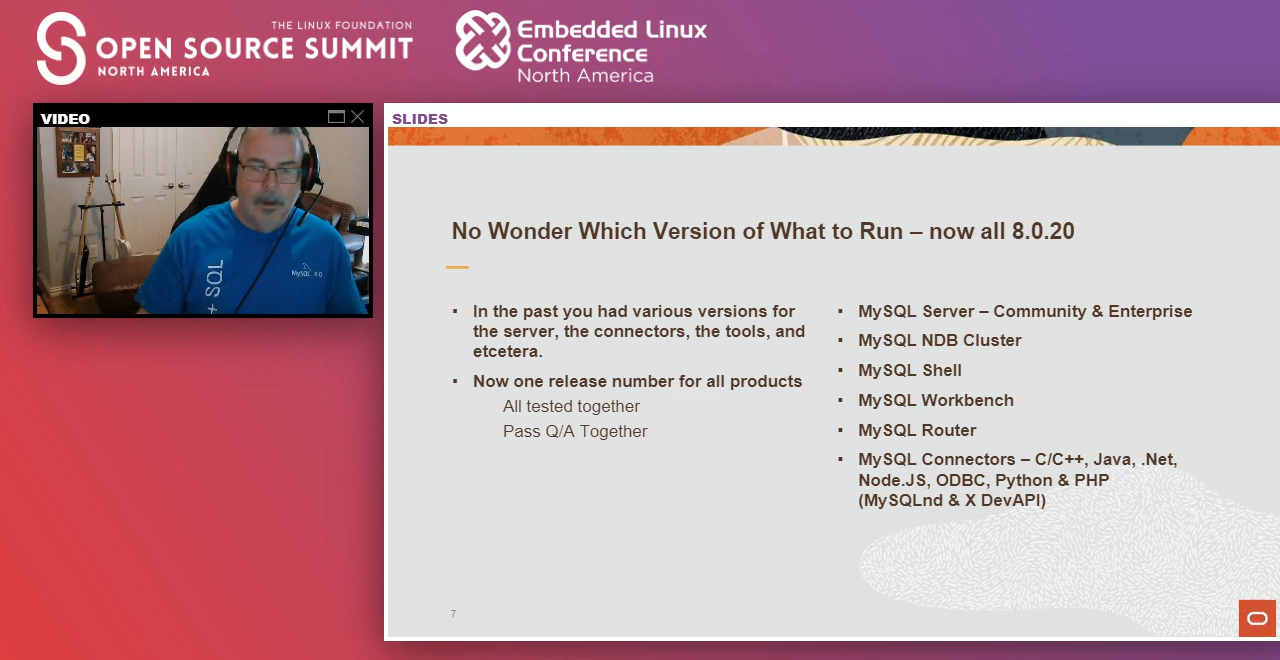 THE LINUX FOUNDATION
OPEN SOURCE SUMMIT
NORTH AMERICA
Embedded Linux
Conference
North America
VIDEO
SLIDES
+ SQL
MySQL 8.0
No Wonder Which Version of What to Run – now all 8.0.20
▪ In the past you had various versions for
the server, the connectors, the tools, and
etcetera.
▪ Now one release number for all products
All tested together
Pass Q/A Together
▪ MySQL Server – Community & Enterprise
▪ MySQL NDB Cluster
▪ MySQL Shell
▪ MySQL Workbench
▪ MySQL Router
▪ MySQL Connectors – C/C++, Java, .Net,
Node.JS, ODBC, Python & PHP
(MySQLnd & X DevAPI)
7